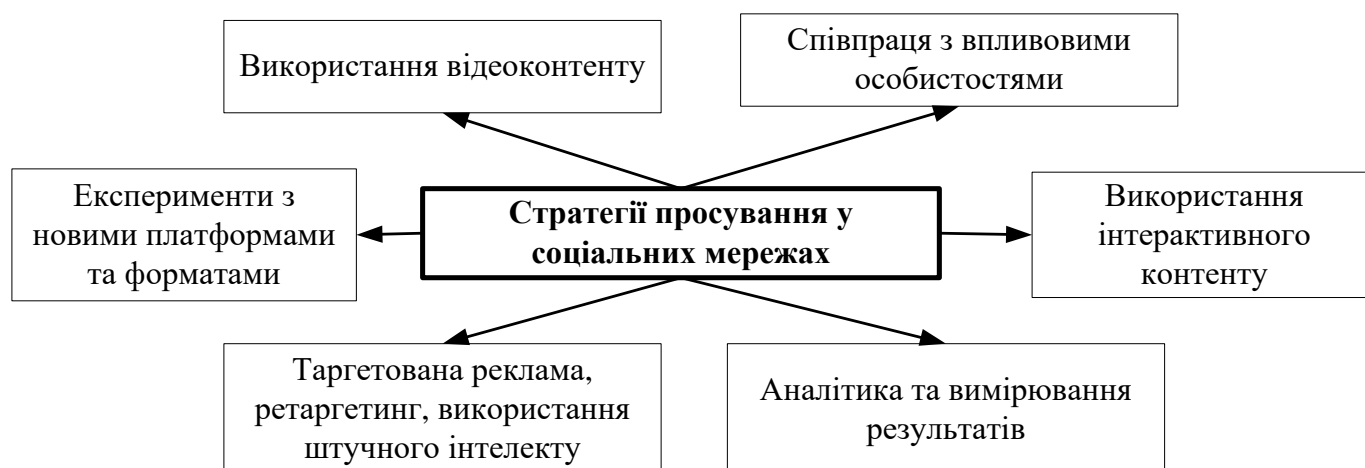 Використання відеоконтенту
Співпраця з впливовими
особистостями
Експерименти з
новими платформами
та форматами
Стратегії просування у
соціальних мережах
Використання
інтерактивного
контенту
Таргетована реклама,
ретаргетинг, використання
штучного інтелекту
Аналітика та вимірювання
результатів